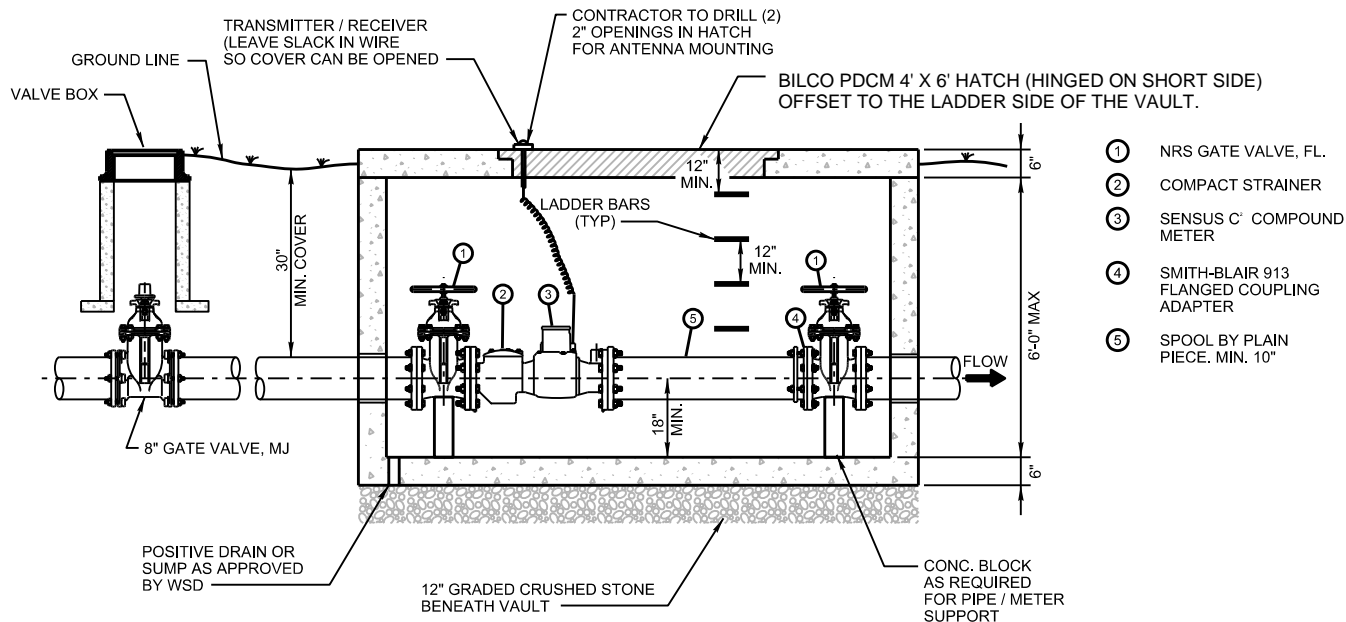 TRANSMITTER / RECEIVER
(LEAVE SLACK IN WIRE
SO COVER CAN BE OPENED
CONTRACTOR TO DRILL (2)
2" OPENINGS IN HATCH
FOR ANTENNA MOUNTING
GROUND LINE
VALVE BOX
BILCO PDCM 4' X 6' HATCH (HINGED ON SHORT SIDE)
OFFSET TO THE LADDER SIDE OF THE VAULT.
6"
12"
MIN.
LADDER BARS
(TYP)
12"
MIN.
30"
MIN. COVER
1
2
3
5
4
1
6'-0" MAX
FLOW
18"
MIN.
6"
8" GATE VALVE, MJ
POSITIVE DRAIN OR
SUMP AS APPROVED
BY WSD
12" GRADED CRUSHED STONE
BENEATH VAULT
CONC. BLOCK
AS REQUIRED
FOR PIPE / METER
SUPPORT
1 NRS GATE VALVE, FL.
2 COMPACT STRAINER
3 SENSUS C² COMPOUND
METER
4 SMITH-BLAIR 913
FLANGED COUPLING
ADAPTER
5 SPOOL BY PLAIN
PIECE. MIN. 10"